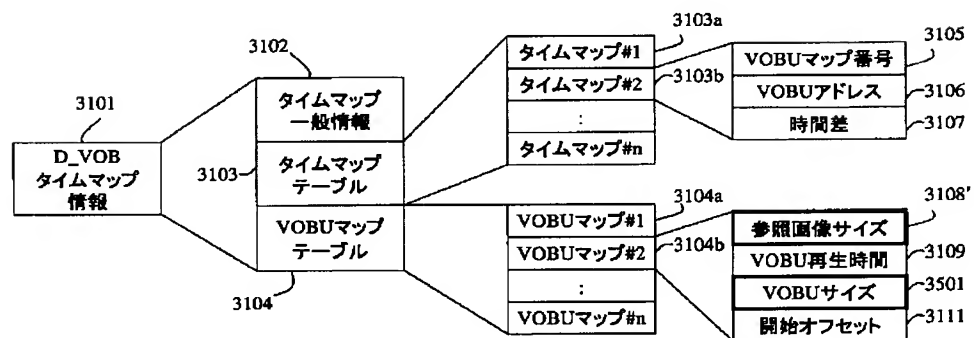 3101
D_VOB
タイムマップ
情報
3102
タイムマップ
一般情報
3103
タイムマップ
テーブル
VOBUマップ
テーブル
3104
3103a
タイムマップ#1
タイムマップ#2
3103b
:
タイムマップ#n
3105
VOBUマップ番号
VOBUアドレス
3106
時間差
3107
3104a
VOBUマップ#1
VOBUマップ#2
3104b
:
VOBUマップ#n
3108'
参照画像サイズ
VOBU再生時間
3109
VOBUサイズ
3501
開始オフセット
3111